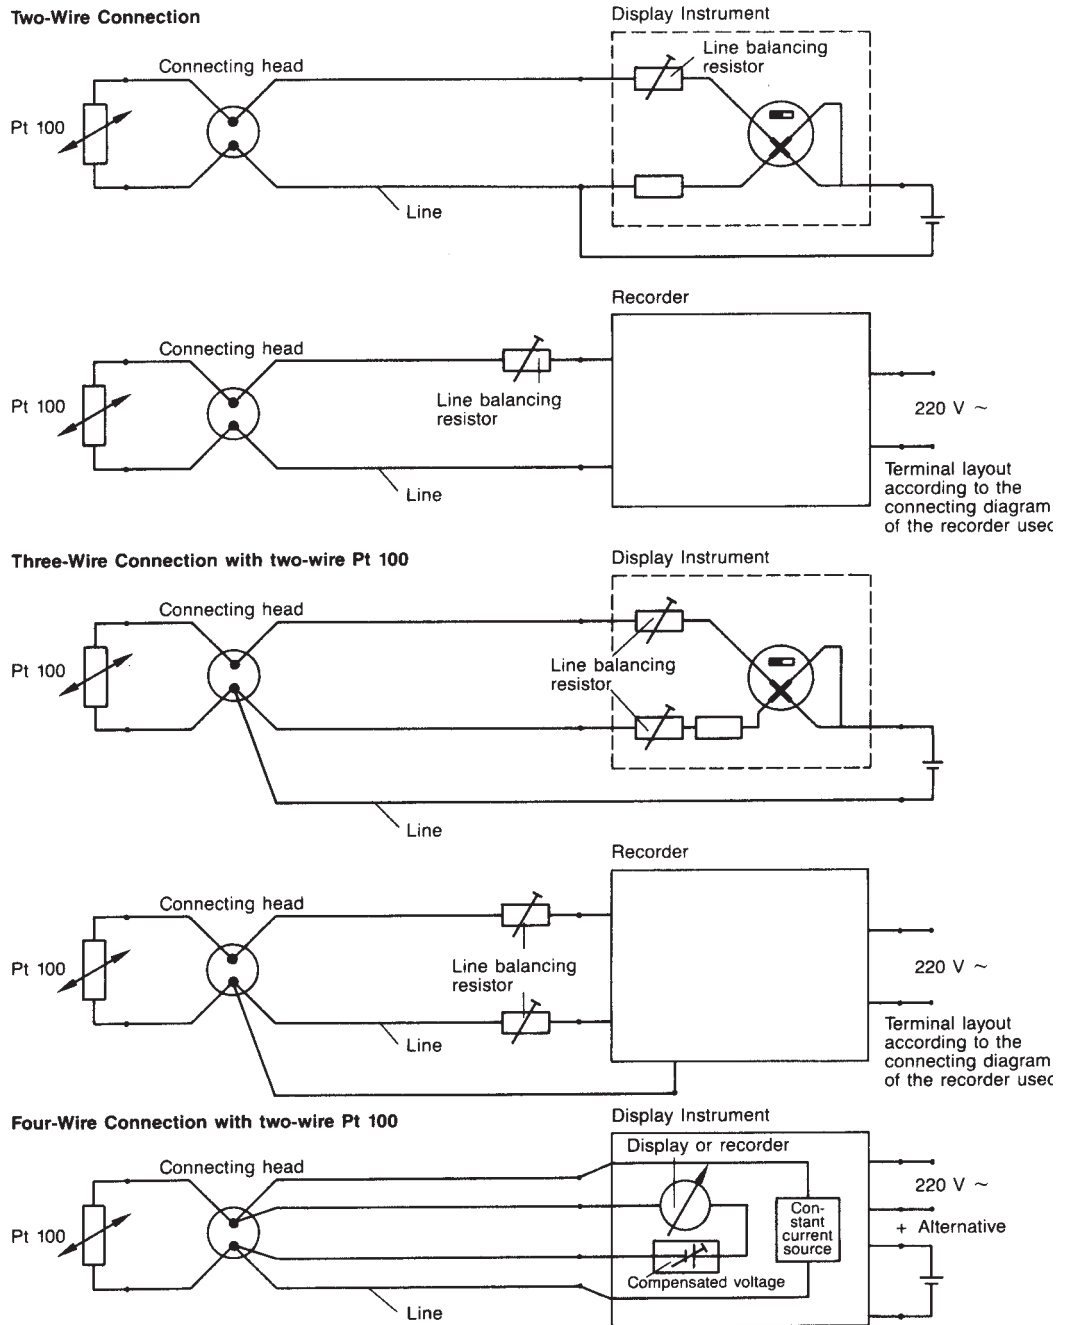 Two-Wire Connection
Display Instrument
Line balancing
resistor
Connecting head
Pt 100
Line
Recorder
Connecting head
Pt 100
Line balancing
resistor
220 V ~
Line
Terminal layout
according to the
connecting diagram
of the recorder used
Three-Wire Connection with two-wire Pt 100
Display Instrument
Connecting head
Pt 100
Line balancing
resistor
Line
Recorder
Connecting head
Pt 100
Line balancing
resistor
220 V ~
Line
Terminal layout
according to the
connecting diagram
of the recorder used
Four-Wire Connection with two-wire Pt 100
Display Instrument
Display or recorder
Connecting head
220 V ~
Pt 100
Con-
stant
current
source
+ Alternative
Compensated voltage
Line